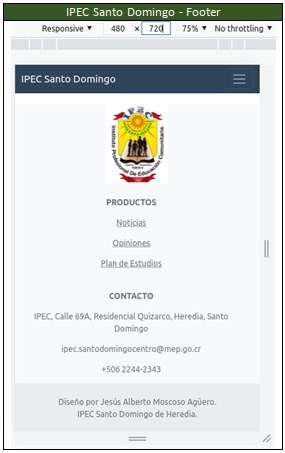 IPEC Santo Domingo - Footer
Responsive ▼ 480 × 720 75% ▼ No throttling ▼
IPEC Santo Domingo
IPEC
Instituto Profesional De Educación Comunitaria
PRODUCTOS
Noticias
Opiniones
Plan de Estudios
CONTACTO
IPEC, Calle 69A, Residencial Quizarco, Heredia, Santo
Domingo
ipec.santodomingocentro@mep.go.cr
+506 2244-2343
Diseño por Jesús Alberto Moscoso Agüero.
IPEC Santo Domingo de Heredia.